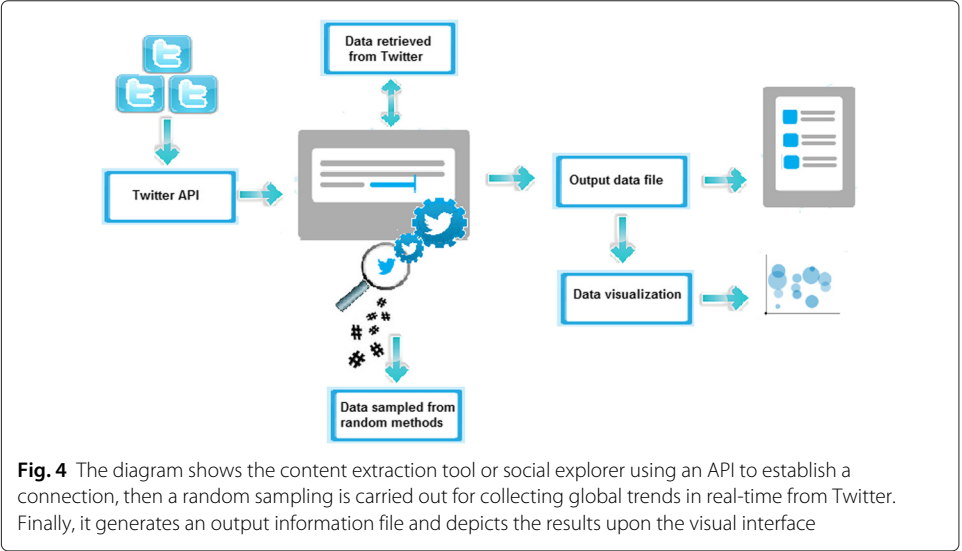 Data retrieved
from Twitter
Twitter API
Output data file
Data visualization
# # # # # # #
Data sampled from
random methods
Fig. 4 The diagram shows the content extraction tool or social explorer using an API to establish a
connection, then a random sampling is carried out for collecting global trends in real-time from Twitter.
Finally, it generates an output information file and depicts the results upon the visual interface